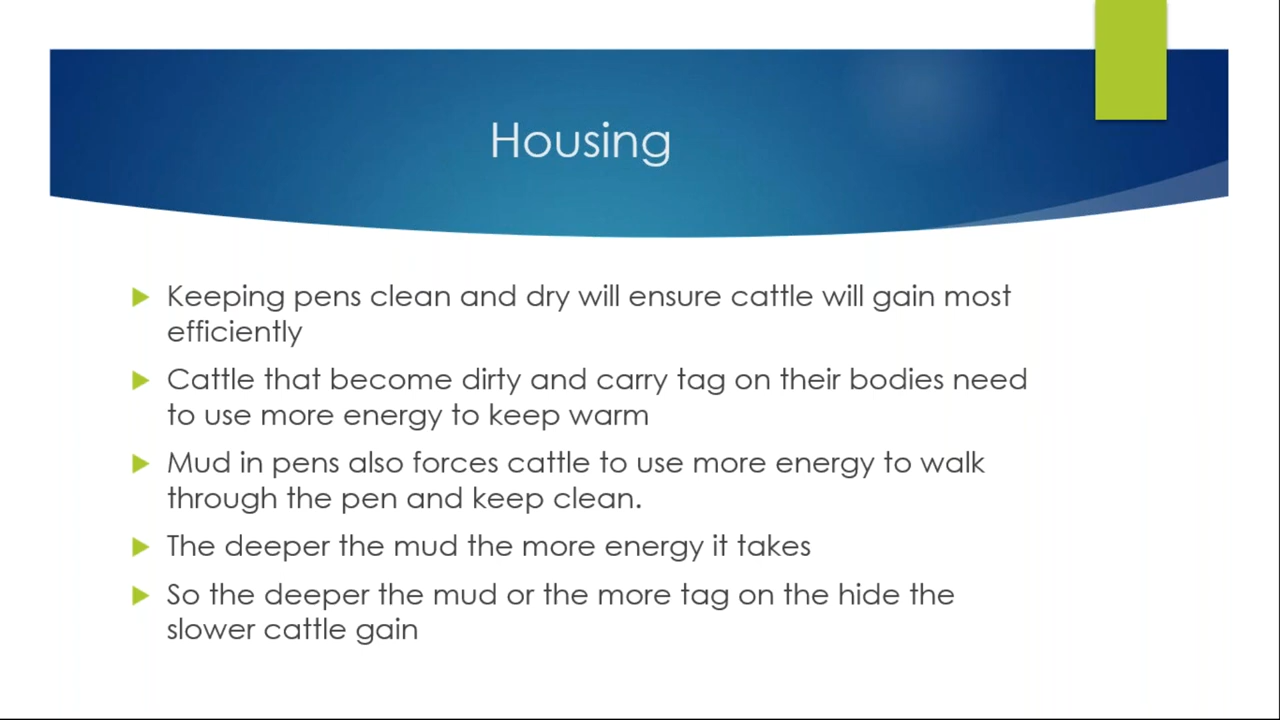 Housing
Keeping pens clean and dry will ensure cattle will gain most
efficiently
Cattle that become dirty and carry tag on their bodies need
to use more energy to keep warm
Mud in pens also forces cattle to use more energy to walk
through the pen and keep clean.
The deeper the mud the more energy it takes
So the deeper the mud or the more tag on the hide the
slower cattle gain